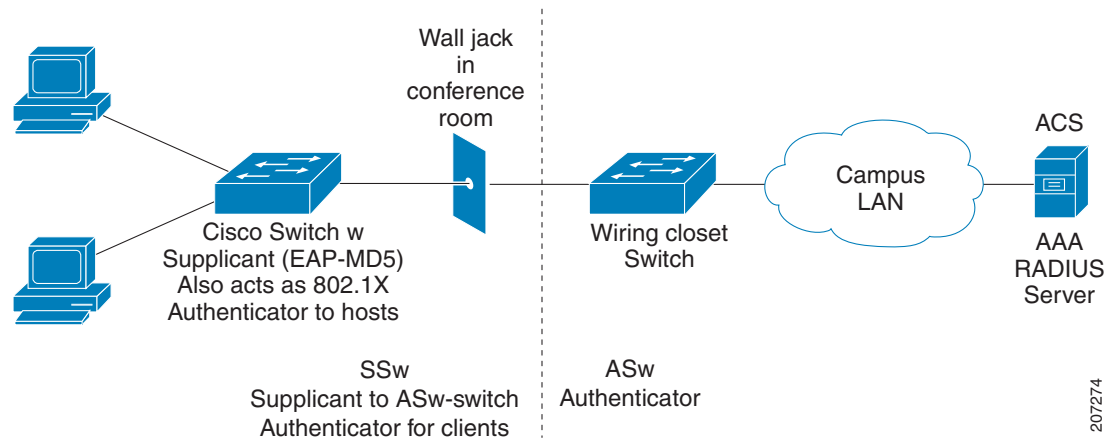 Wall jack
in
conference
room
ACS
Campus
LAN
Cisco Switch w
Supplicant (EAP-MD5)
Also acts as 802.1X
Authenticator to hosts
Wiring closet
Switch
AAA
RADIUS
Server
SSw
Supplicant to ASw-switch
Authenticator for clients
ASw
Authenticator
207274